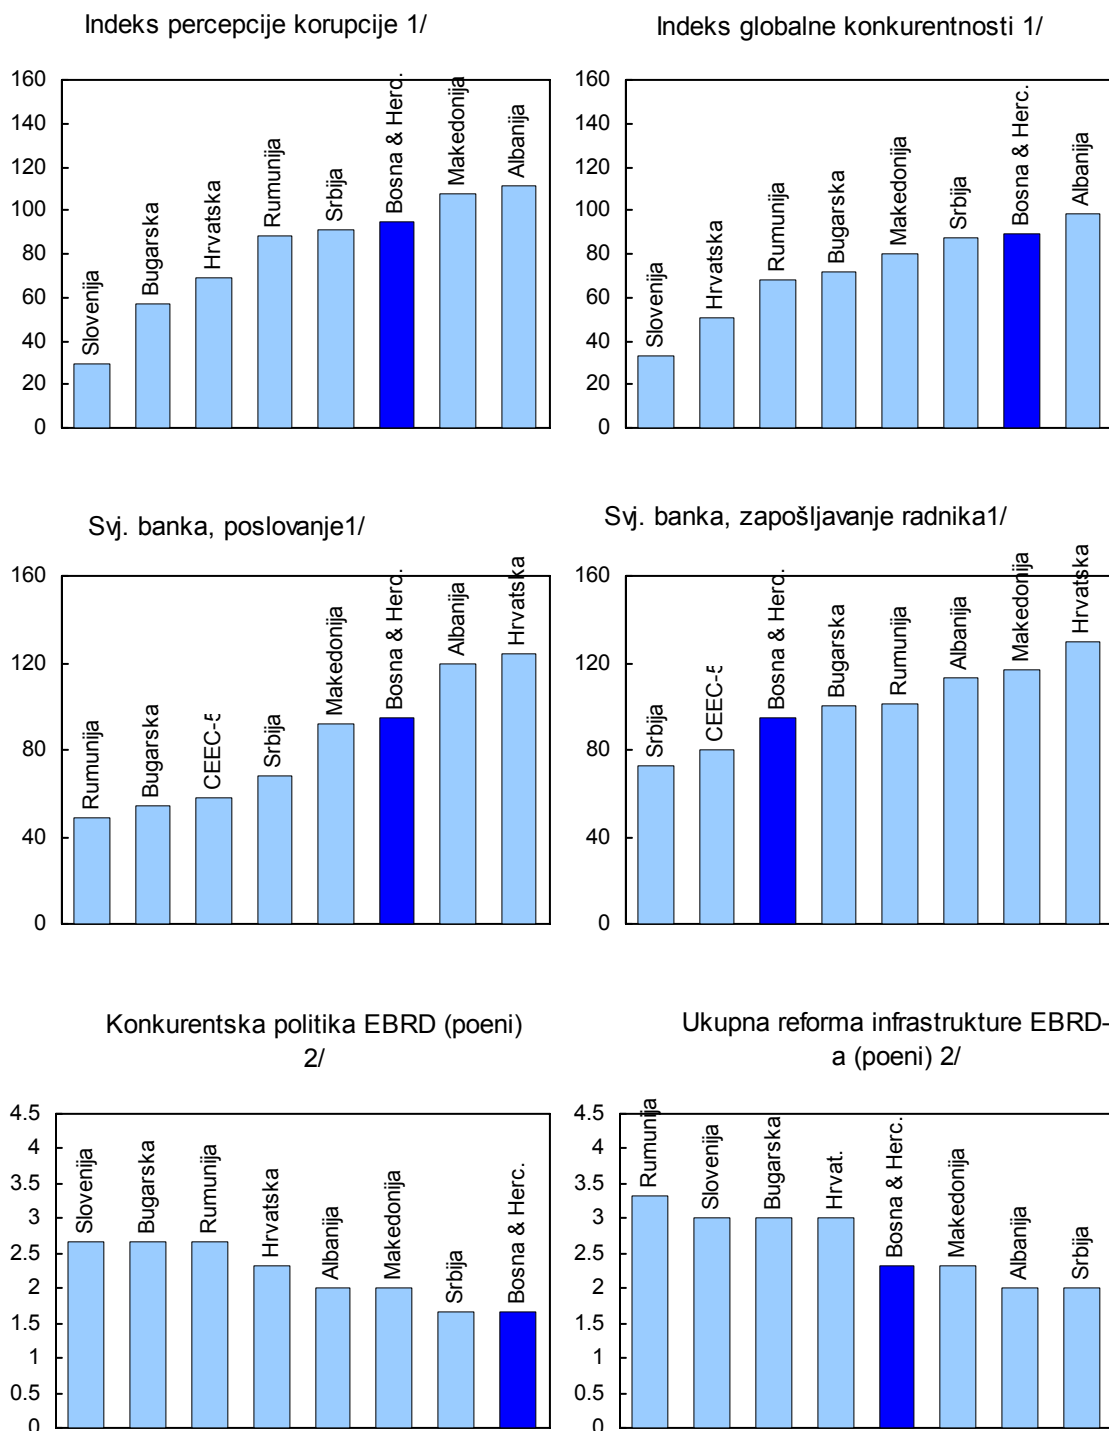 Indeks percepcije korupcije 1/
160
140
120
100
80
60
40
20
0
Slovenija
Bugarska
Hrvatska
Rumunija
Srbija
Bosna & Herc.
Makedonija
Albanija
Indeks globalne konkurentnosti 1/
160
140
120
100
80
60
40
20
0
Slovenija
Hrvatska
Rumunija
Bugarska
Makedonija
Srbija
Bosna & Herc.
Albanija
Svj. banka, poslovanje1/
160
120
80
40
0
Rumunija
Bugarska
CEEC-5
Srbija
Makedonija
Bosna & Herc.
Albanija
Hrvatska
Svj. banka, zapošljavanje radnika1/
160
120
80
40
0
Srbija
CEEC-5
Bosna & Herc.
Bugarska
Rumunija
Albanija
Makedonija
Hrvatska
Konkurentska politika EBRD (poeni)
2/
4.5
4
3.5
3
2.5
2
1.5
1
0.5
0
Slovenija
Bugarska
Rumunija
Hrvatska
Albanija
Makedonija
Srbija
Bosna & Herc.
Ukupna reforma infrastrukture EBRD-
a (poeni) 2/
4.5
4
3.5
3
2.5
2
1.5
1
0.5
0
Rumunija
Slovenija
Bugarska
Hrvat.
Bosna & Herc.
Makedonija
Albanija
Srbija